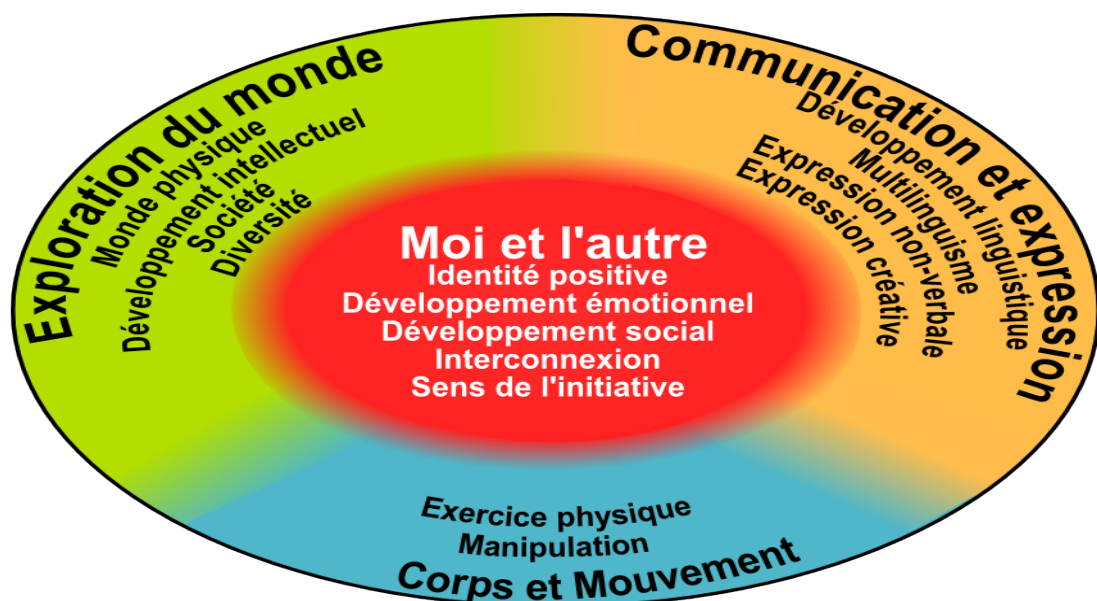 Exploration du monde
Monde physique
Développement intellectuel
Société
Diversité
Communication et expression
Développement linguistique
Multilinguisme
Expression non-verbale
Expression créative
Moi et l'autre
Identité positive
Développement émotionnel
Développement social
Interconnexion
Sens de l'initiative
Exercice physique
Manipulation
Corps et Mouvement